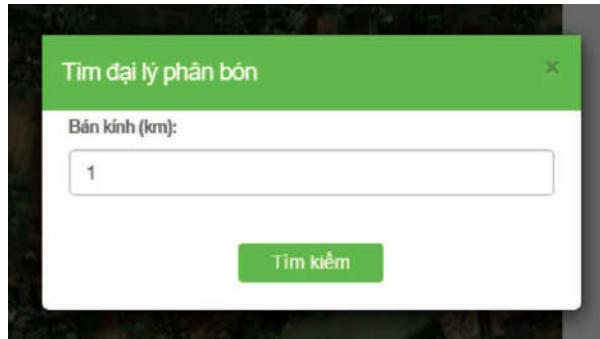 Tìm đại lý phân bón
×
Bán kính (km):
1
Tìm kiếm